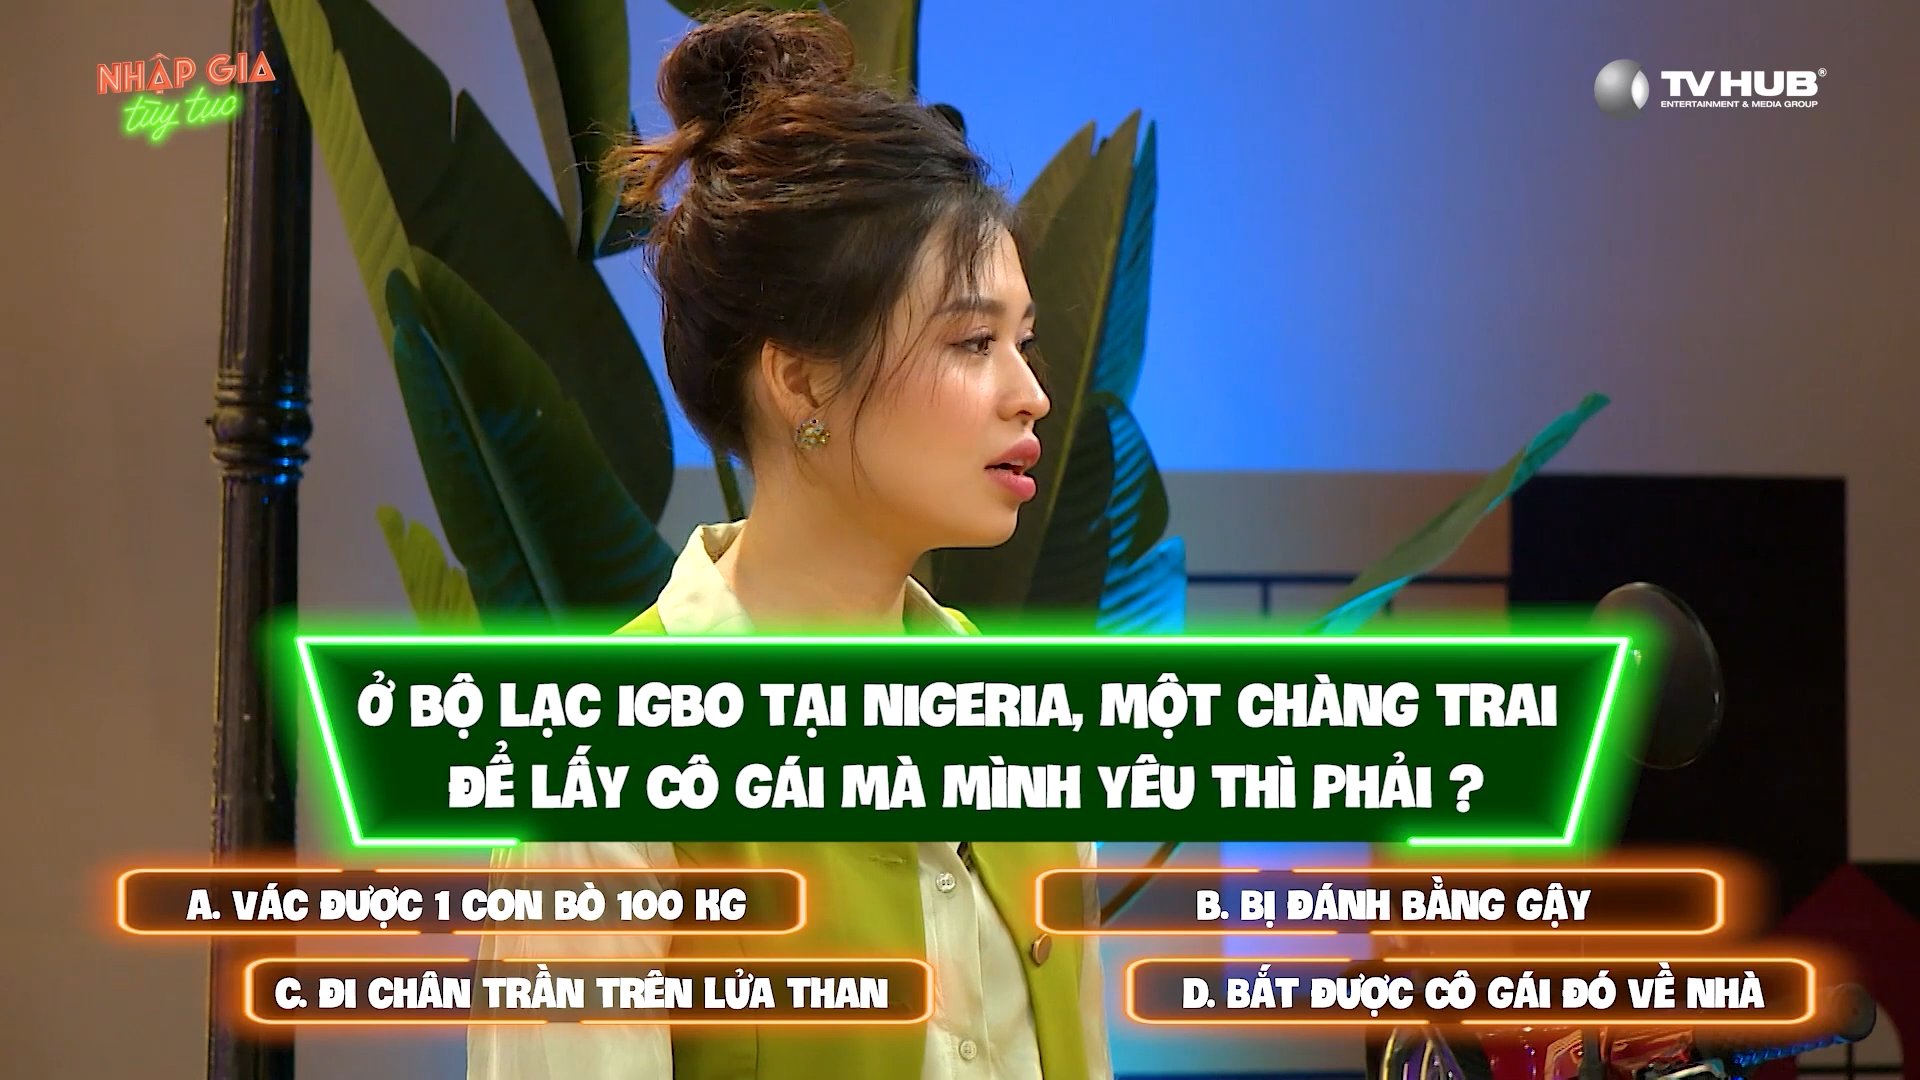 NHẬP GIA
tùy tục
TV HUB®
ENTERTAINMENT & MEDIA GROUP
Ở BỘ LẠC IGBO TẠI NIGERIA, MỘT CHÀNG TRAI
ĐỂ LẤY CÔ GÁI MÀ MÌNH YÊU THÌ PHẢI ?
A. VÁC ĐƯỢC 1 CON BÒ 100 KG
B. BỊ ĐÁNH BẰNG GẬY
C. ĐI CHÂN TRẦN TRÊN LỬA THAN
D. BẮT ĐƯỢC CÔ GÁI ĐÓ VỀ NHÀ